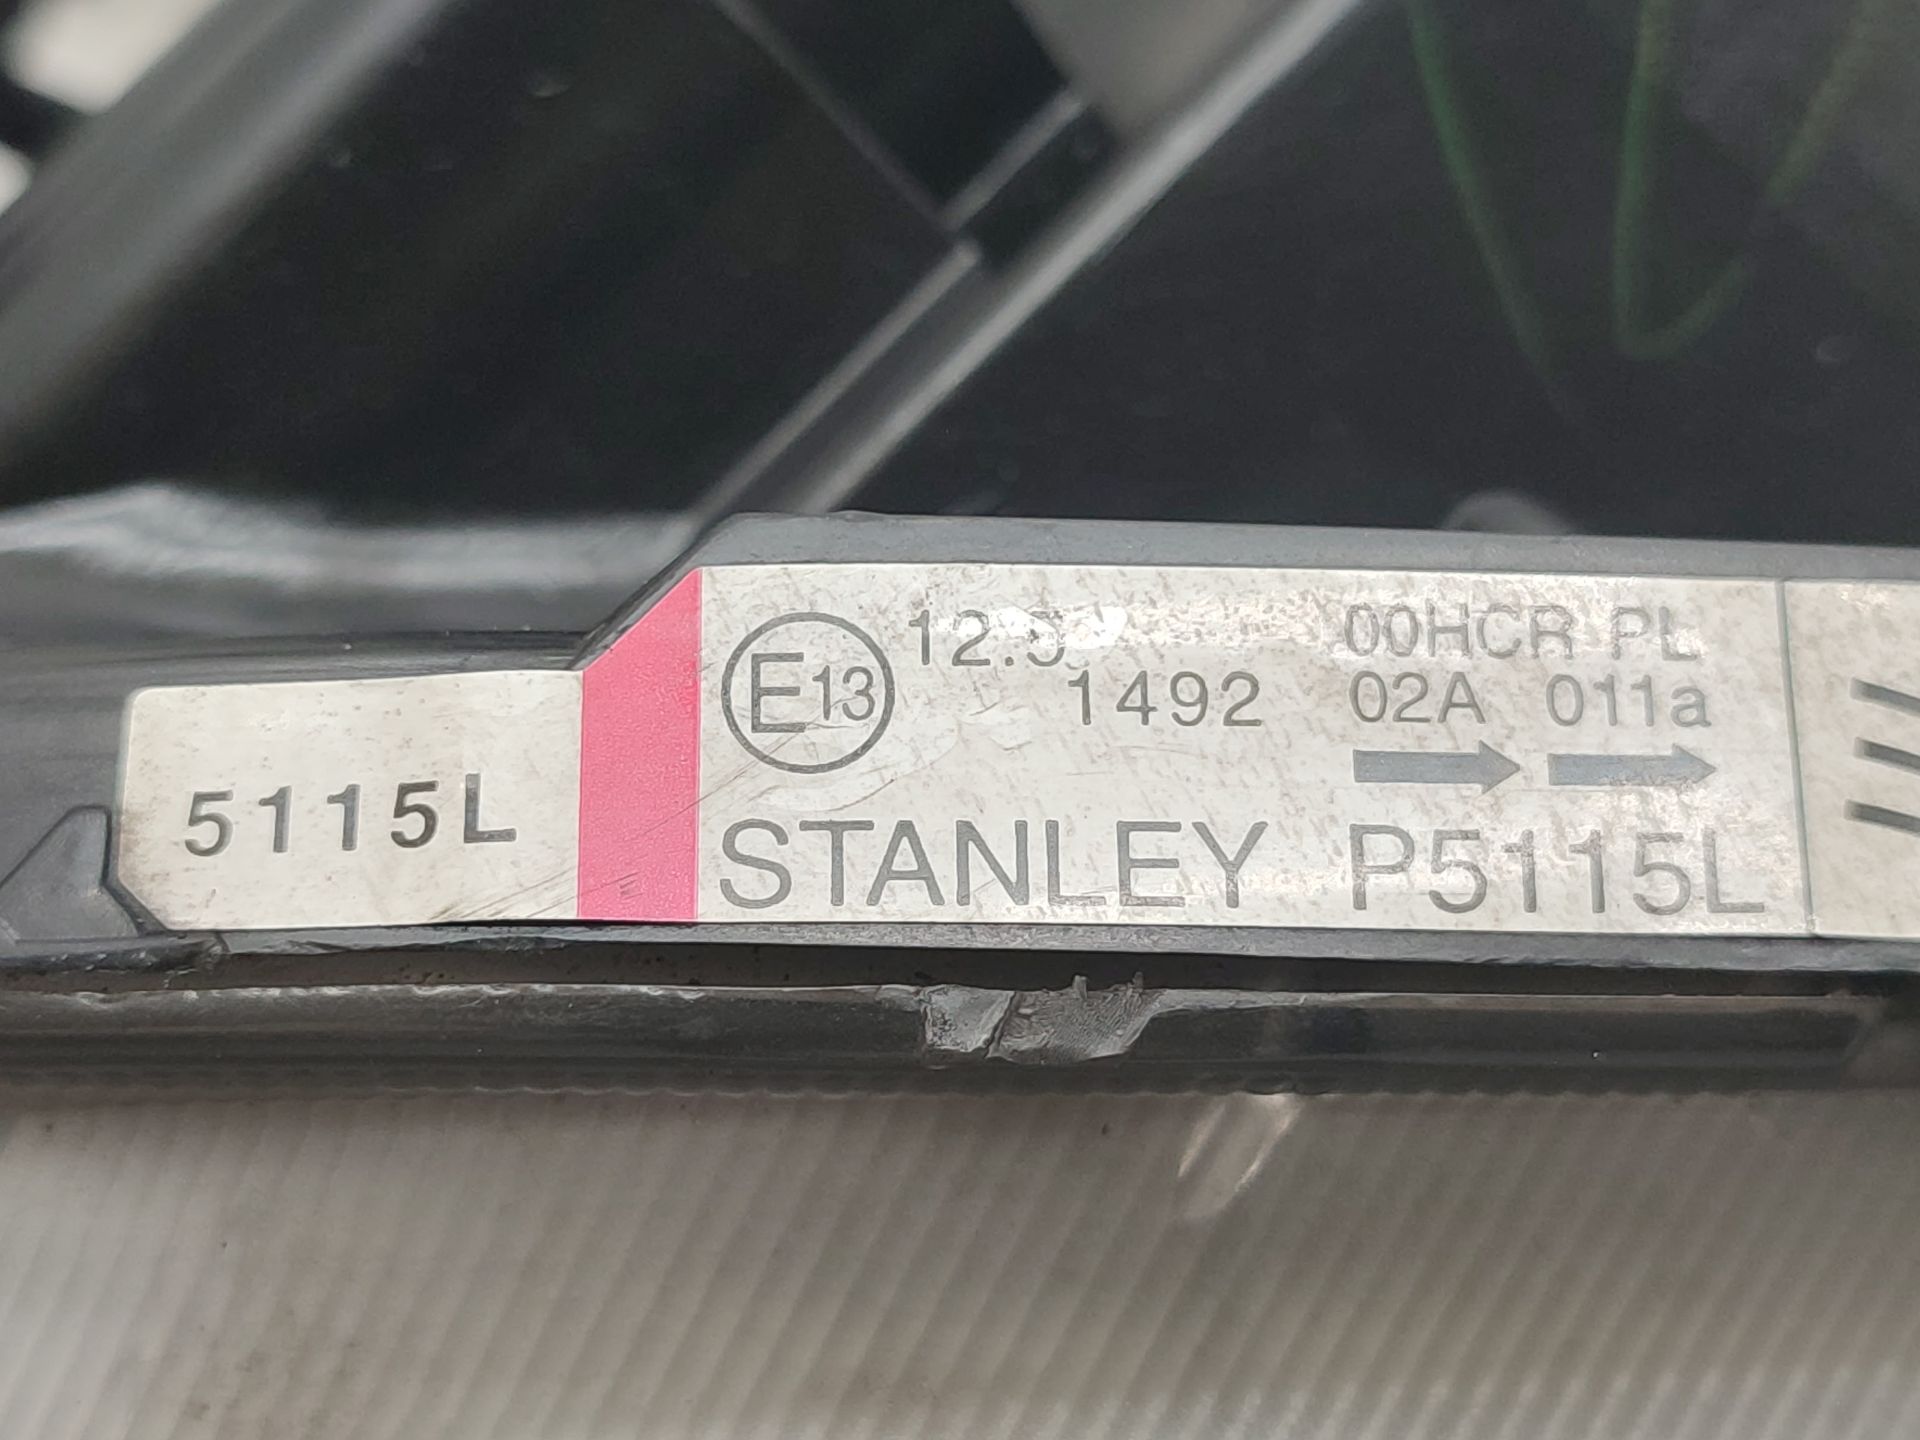 5115L
E13 12.5 00HCR PL
1492 02A 011a
STANLEY P5115L